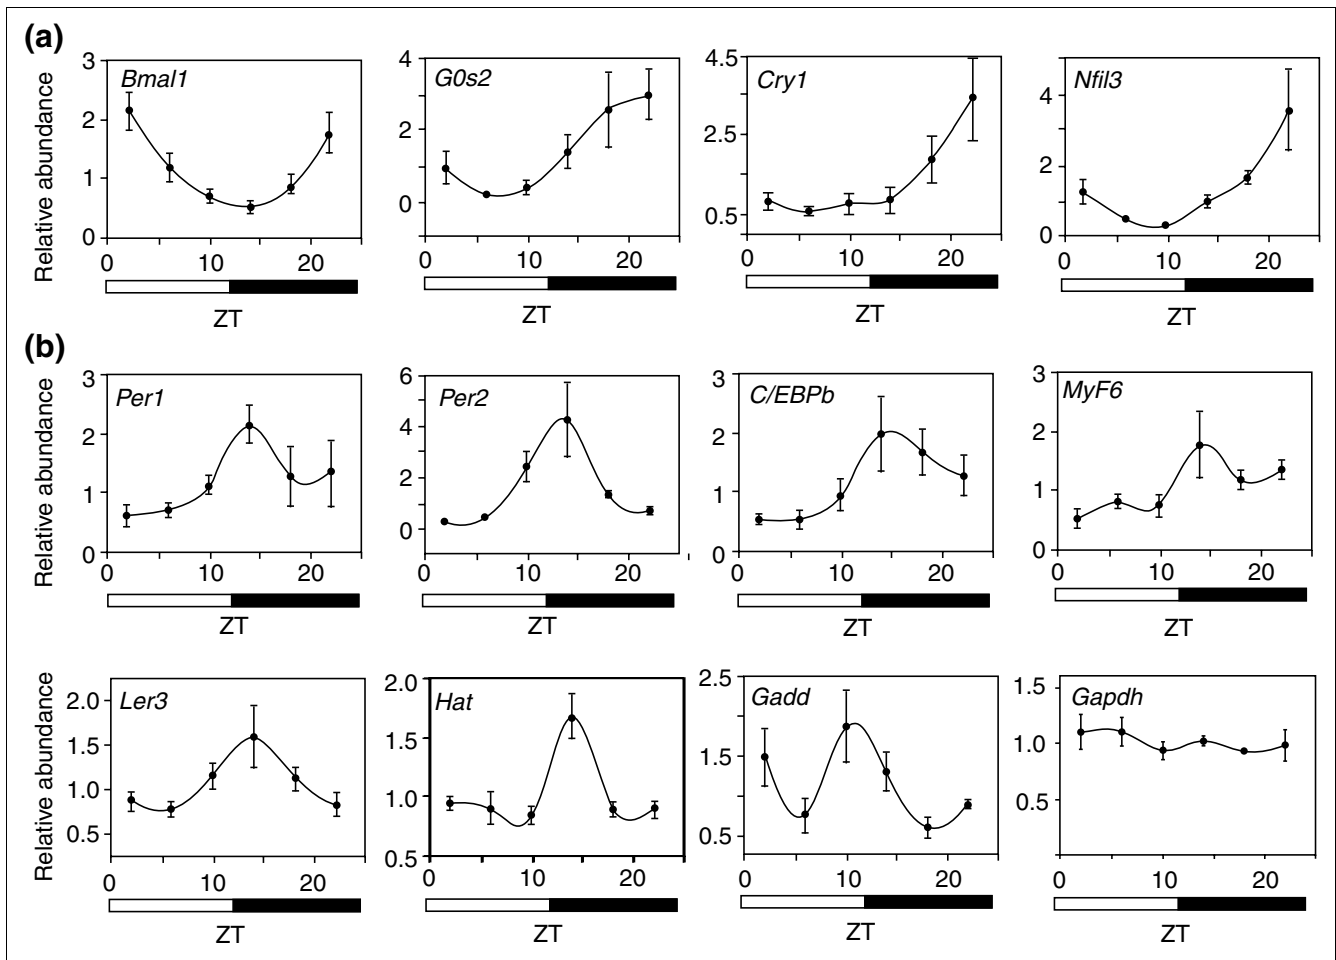 (a)
Relative abundance
Bmal1
3
2
1
0
0 10 20
ZT
G0s2
4
2
0
0 10 20
ZT
Cry1
4.5
2.5
0.5
0 10 20
ZT
Nfil3
4
2
0
0 10 20
ZT
(b)
Relative abundance
Per1
3
2
1
0
0 10 20
ZT
Per2
6
4
2
0
0 10 20
ZT
C/EBPb
3
2
1
0
0 10 20
ZT
MyF6
3
2
1
0
0 10 20
ZT
Relative abundance
Ler3
2.0
1.5
1.0
0.5
0 10 20
ZT
Hat
2.0
1.5
1.0
0.5
0 10 20
ZT
Gadd
2.5
1.5
0.5
0 10 20
ZT
Gapdh
1.5
1.0
0.5
0 10 20
ZT